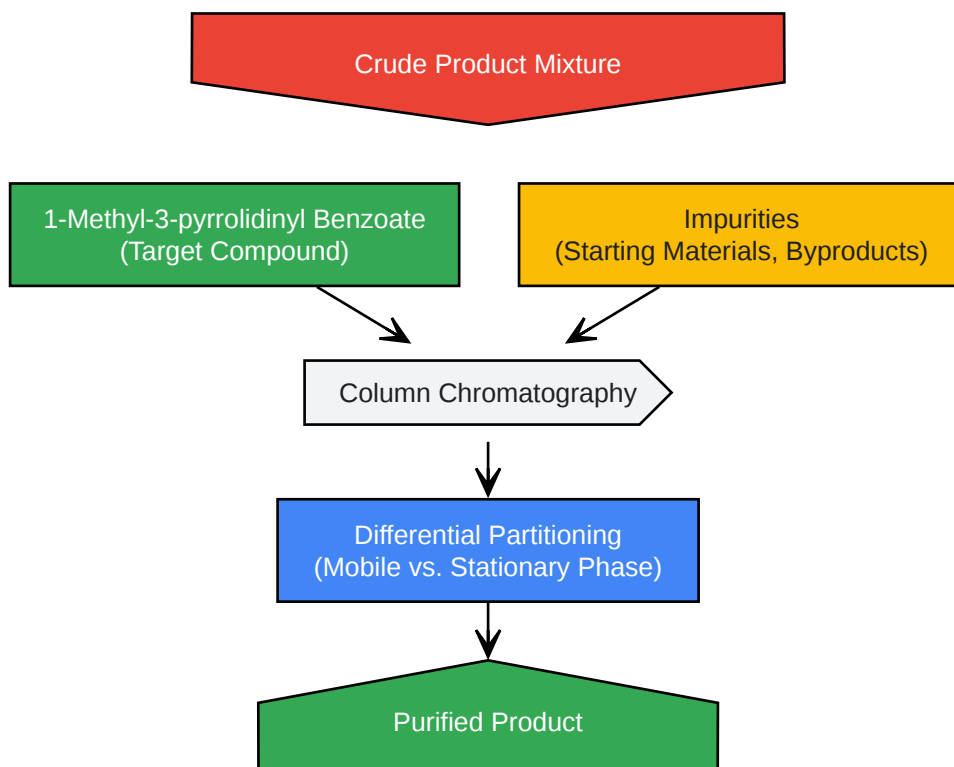 Crude Product Mixture
1-Methyl-3-pyrrolidinyl Benzoate
(Target Compound)
Impurities
(Starting Materials, Byproducts)
Column Chromatography
Differential Partitioning
(Mobile vs. Stationary Phase)
Purified Product